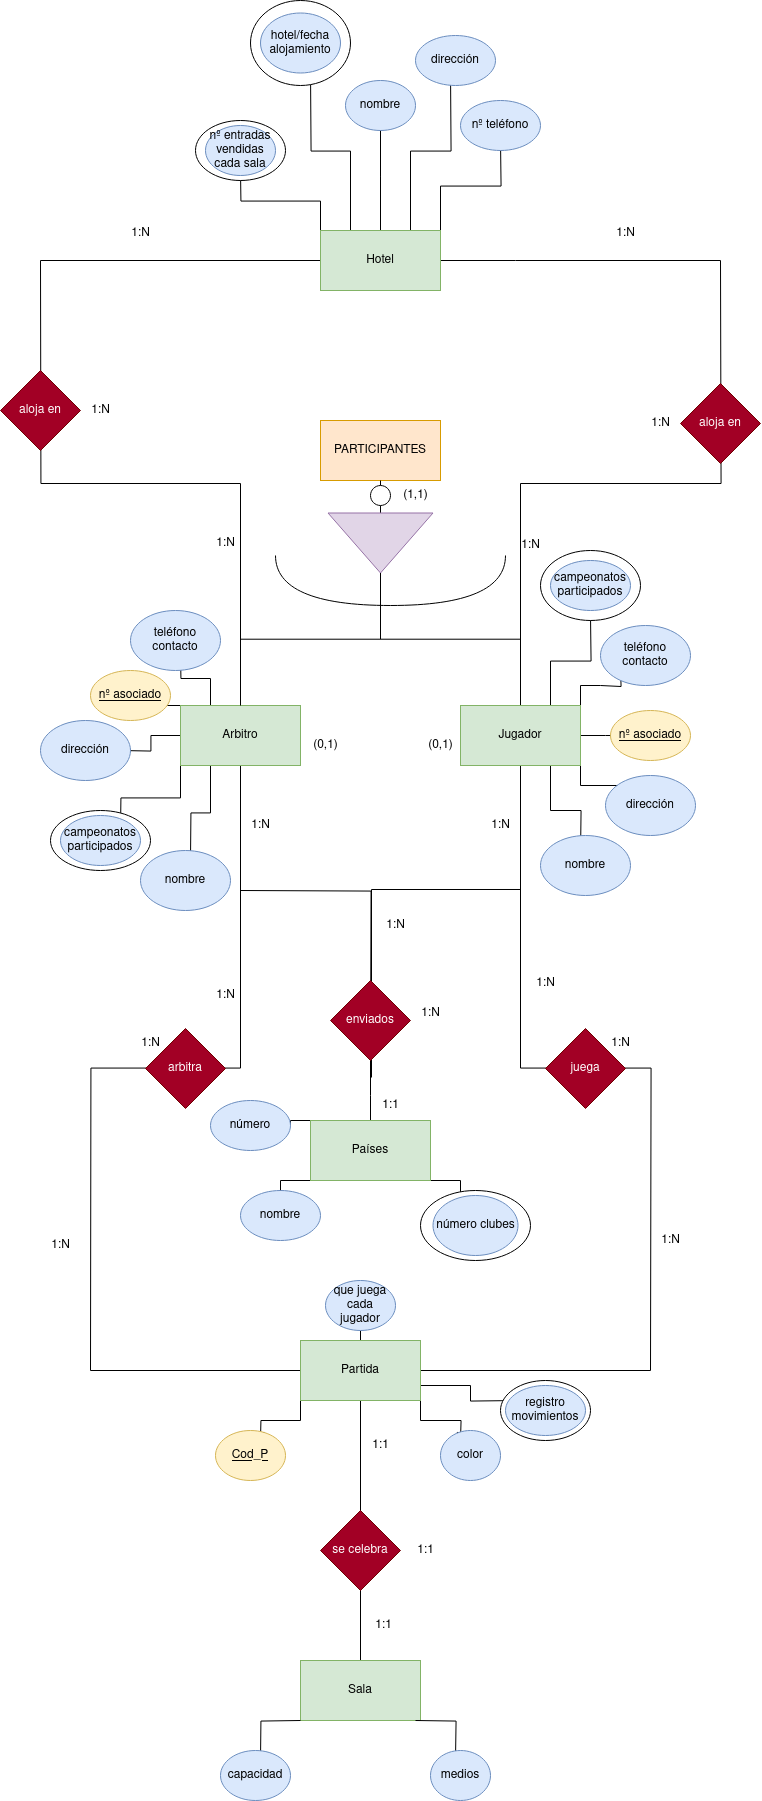 hotel/fecha
alojamiento
dirección
nombre
nº teléfono
nº entradas
vendidas
cada sala
1:N
1:N
Hotel
aloja en
1:N
1:N
aloja en
PARTICIPANTES
(1,1)
1:N
1:N
campeonatos
participados
teléfono
contacto
teléfono
contacto
nº asociado
Arbitro
(0,1)
(0,1)
Jugador
nº asociado
dirección
dirección
campeonatos
participados
1:N
1:N
nombre
nombre
1:N
1:N
1:N
enviados
1:N
1:N
1:N
arbitra
juega
1:1
número
Países
nombre
número clubes
1:N
1:N
que juega
cada
jugador
Partida
registro
movimientos
Cod_P
1:1
color
se celebra
1:1
1:1
Sala
capacidad
medios